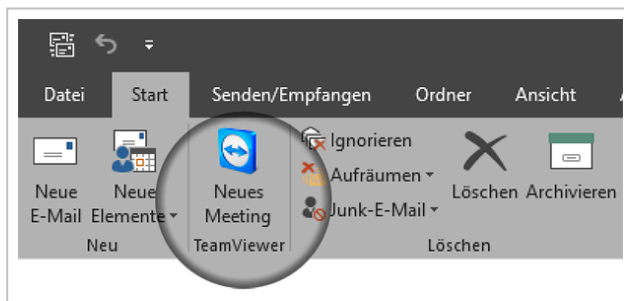 Datei Start Senden/Empfangen Ordner Ansicht
Neue
E-Mail
Neue
Elemente
Neu
Neues
Meeting
TeamViewer
Ignorieren
Aufräumen
Junk-E-Mail
Löschen
Archivieren
Löschen